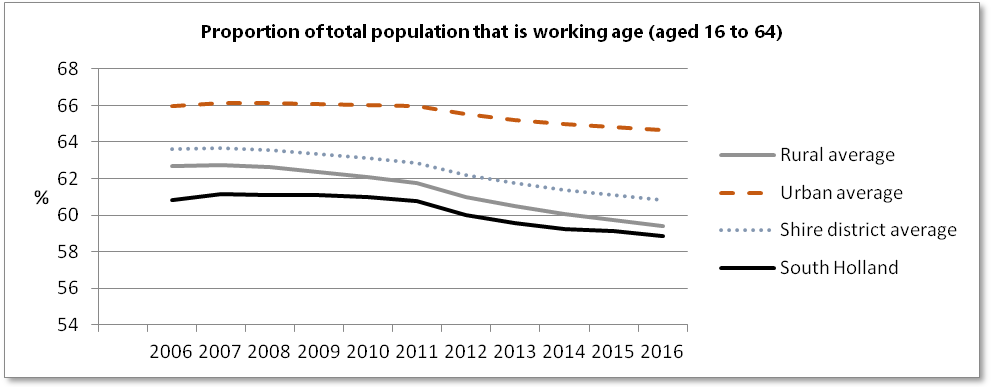 Proportion of total population that is working age (aged 16 to 64)
68
66
64
62
60
58
56
54
%
2006 2007 2008 2009 2010 2011 2012 2013 2014 2015 2016
Rural average
Urban average
Shire district average
South Holland